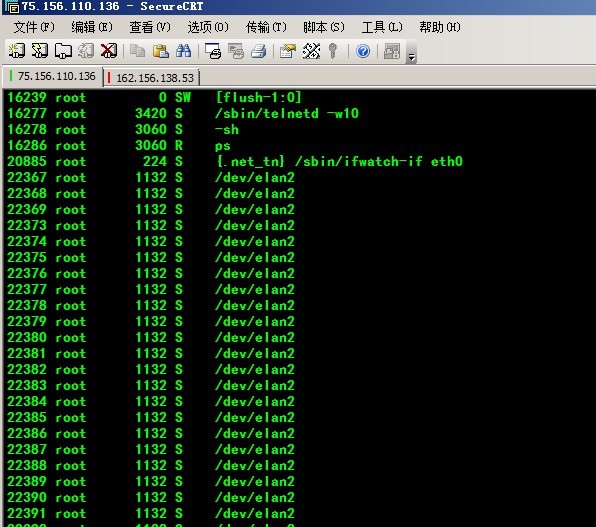 75.156.110.136 - SecureCRT
文件(F) 编辑(E) 查看(V) 选项(O) 传输(T) 脚本(S) 工具(L) 帮助(H)
75.156.110.136 162.156.138.53
16239 root 0 SW [flush-1:0]
16277 root 3420 S /sbin/telnetd -w10
16278 root 3060 S -sh
16286 root 3060 R ps
20885 root 224 S {.net_tn} /sbin/ifwatch-if eth0
22367 root 1132 S /dev/elan2
22368 root 1132 S /dev/elan2
22369 root 1132 S /dev/elan2
22373 root 1132 S /dev/elan2
22374 root 1132 S /dev/elan2
22375 root 1132 S /dev/elan2
22376 root 1132 S /dev/elan2
22377 root 1132 S /dev/elan2
22378 root 1132 S /dev/elan2
22379 root 1132 S /dev/elan2
22380 root 1132 S /dev/elan2
22381 root 1132 S /dev/elan2
22382 root 1132 S /dev/elan2
22383 root 1132 S /dev/elan2
22384 root 1132 S /dev/elan2
22385 root 1132 S /dev/elan2
22386 root 1132 S /dev/elan2
22387 root 1132 S /dev/elan2
22388 root 1132 S /dev/elan2
22389 root 1132 S /dev/elan2
22390 root 1132 S /dev/elan2
22391 root 1132 S /dev/elan2